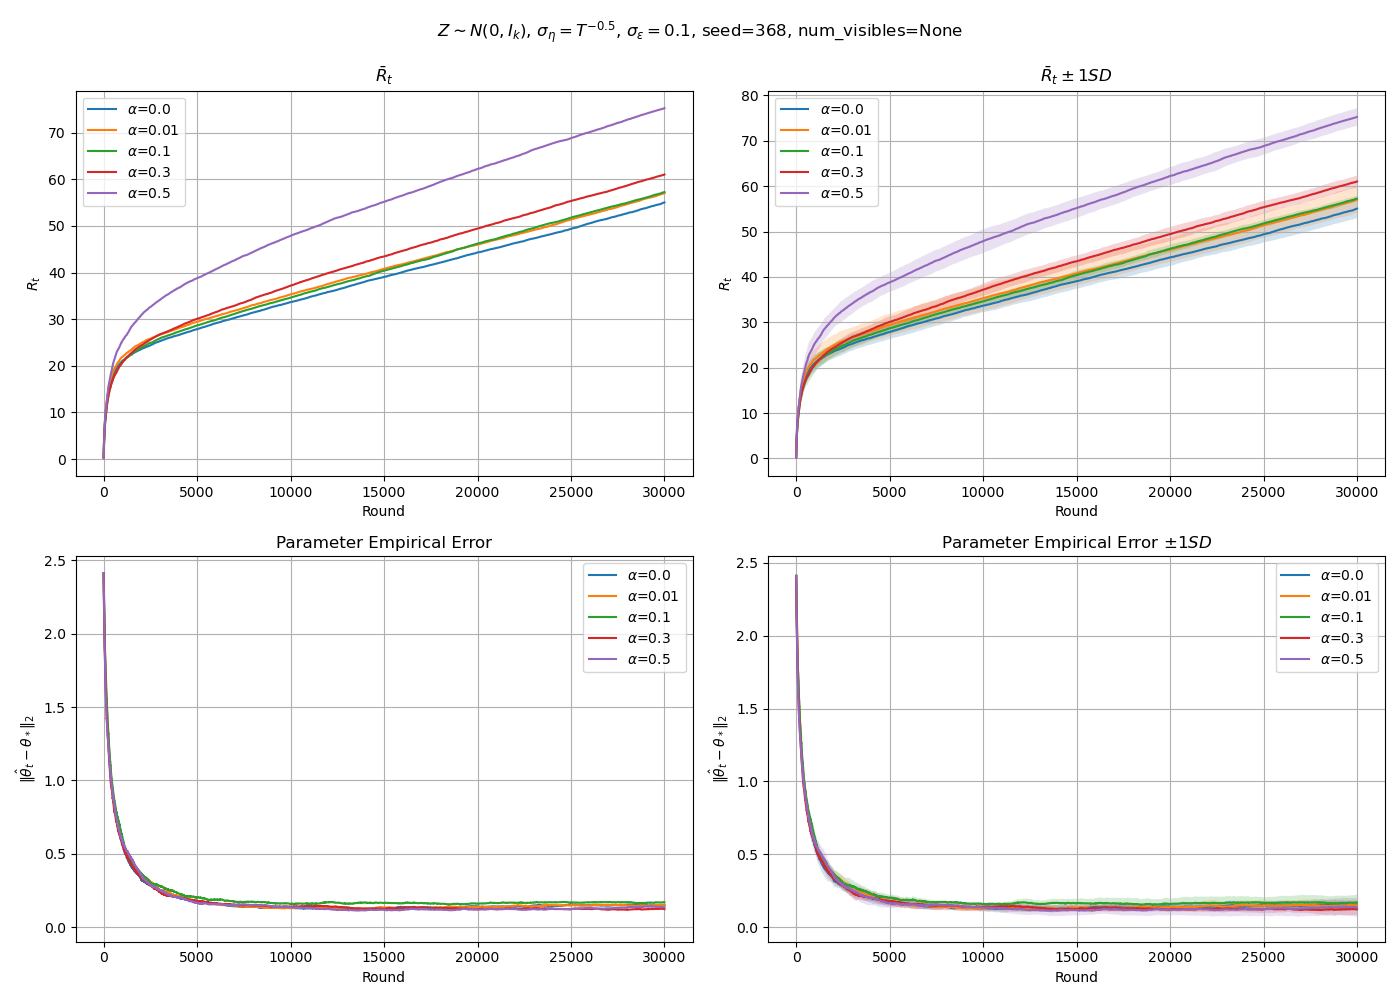 Z ∼ N(0, I_k), σ_η = T^{−0.5}, σ_ε = 0.1, seed=368, num_visibles=None
R̄_t
R_t
70
60
50
40
30
20
10
0
α=0.0
α=0.01
α=0.1
α=0.3
α=0.5
0 5000 10000 15000 20000 25000 30000
Round
R̄_t ± 1SD
R_t
80
70
60
50
40
30
20
10
0
α=0.0
α=0.01
α=0.1
α=0.3
α=0.5
0 5000 10000 15000 20000 25000 30000
Round
Parameter Empirical Error
‖θ̂_t − θ_*‖_2
2.5
2.0
1.5
1.0
0.5
0.0
α=0.0
α=0.01
α=0.1
α=0.3
α=0.5
0 5000 10000 15000 20000 25000 30000
Round
Parameter Empirical Error ±1SD
‖θ̂_t − θ_*‖_2
2.5
2.0
1.5
1.0
0.5
0.0
α=0.0
α=0.01
α=0.1
α=0.3
α=0.5
0 5000 10000 15000 20000 25000 30000
Round